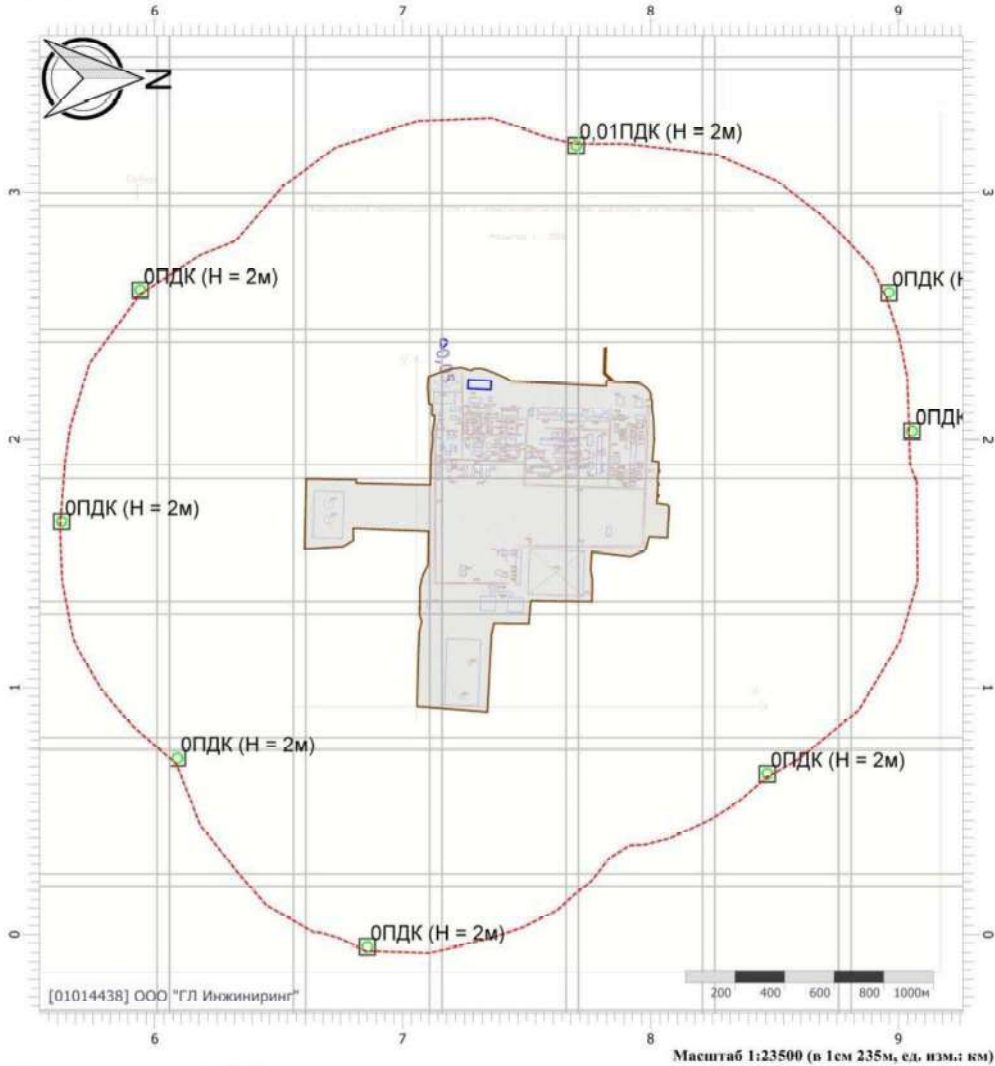 6 7 8 9
N
0,01ПДК (Н = 2м)
3 3
0ПДК (Н = 2м)
0ПДК (Н
2 2
0ПДК
0ПДК (Н = 2м)
1 1
0ПДК (Н = 2м)
0ПДК (Н = 2м)
0 0
0ПДК (Н = 2м)
[01014438] ООО "ГЛ Инжиниринг"
200 400 600 800 1000м
6 7 8 9
Масштаб 1:23500 (в 1см 235м, ед. изм.: км)